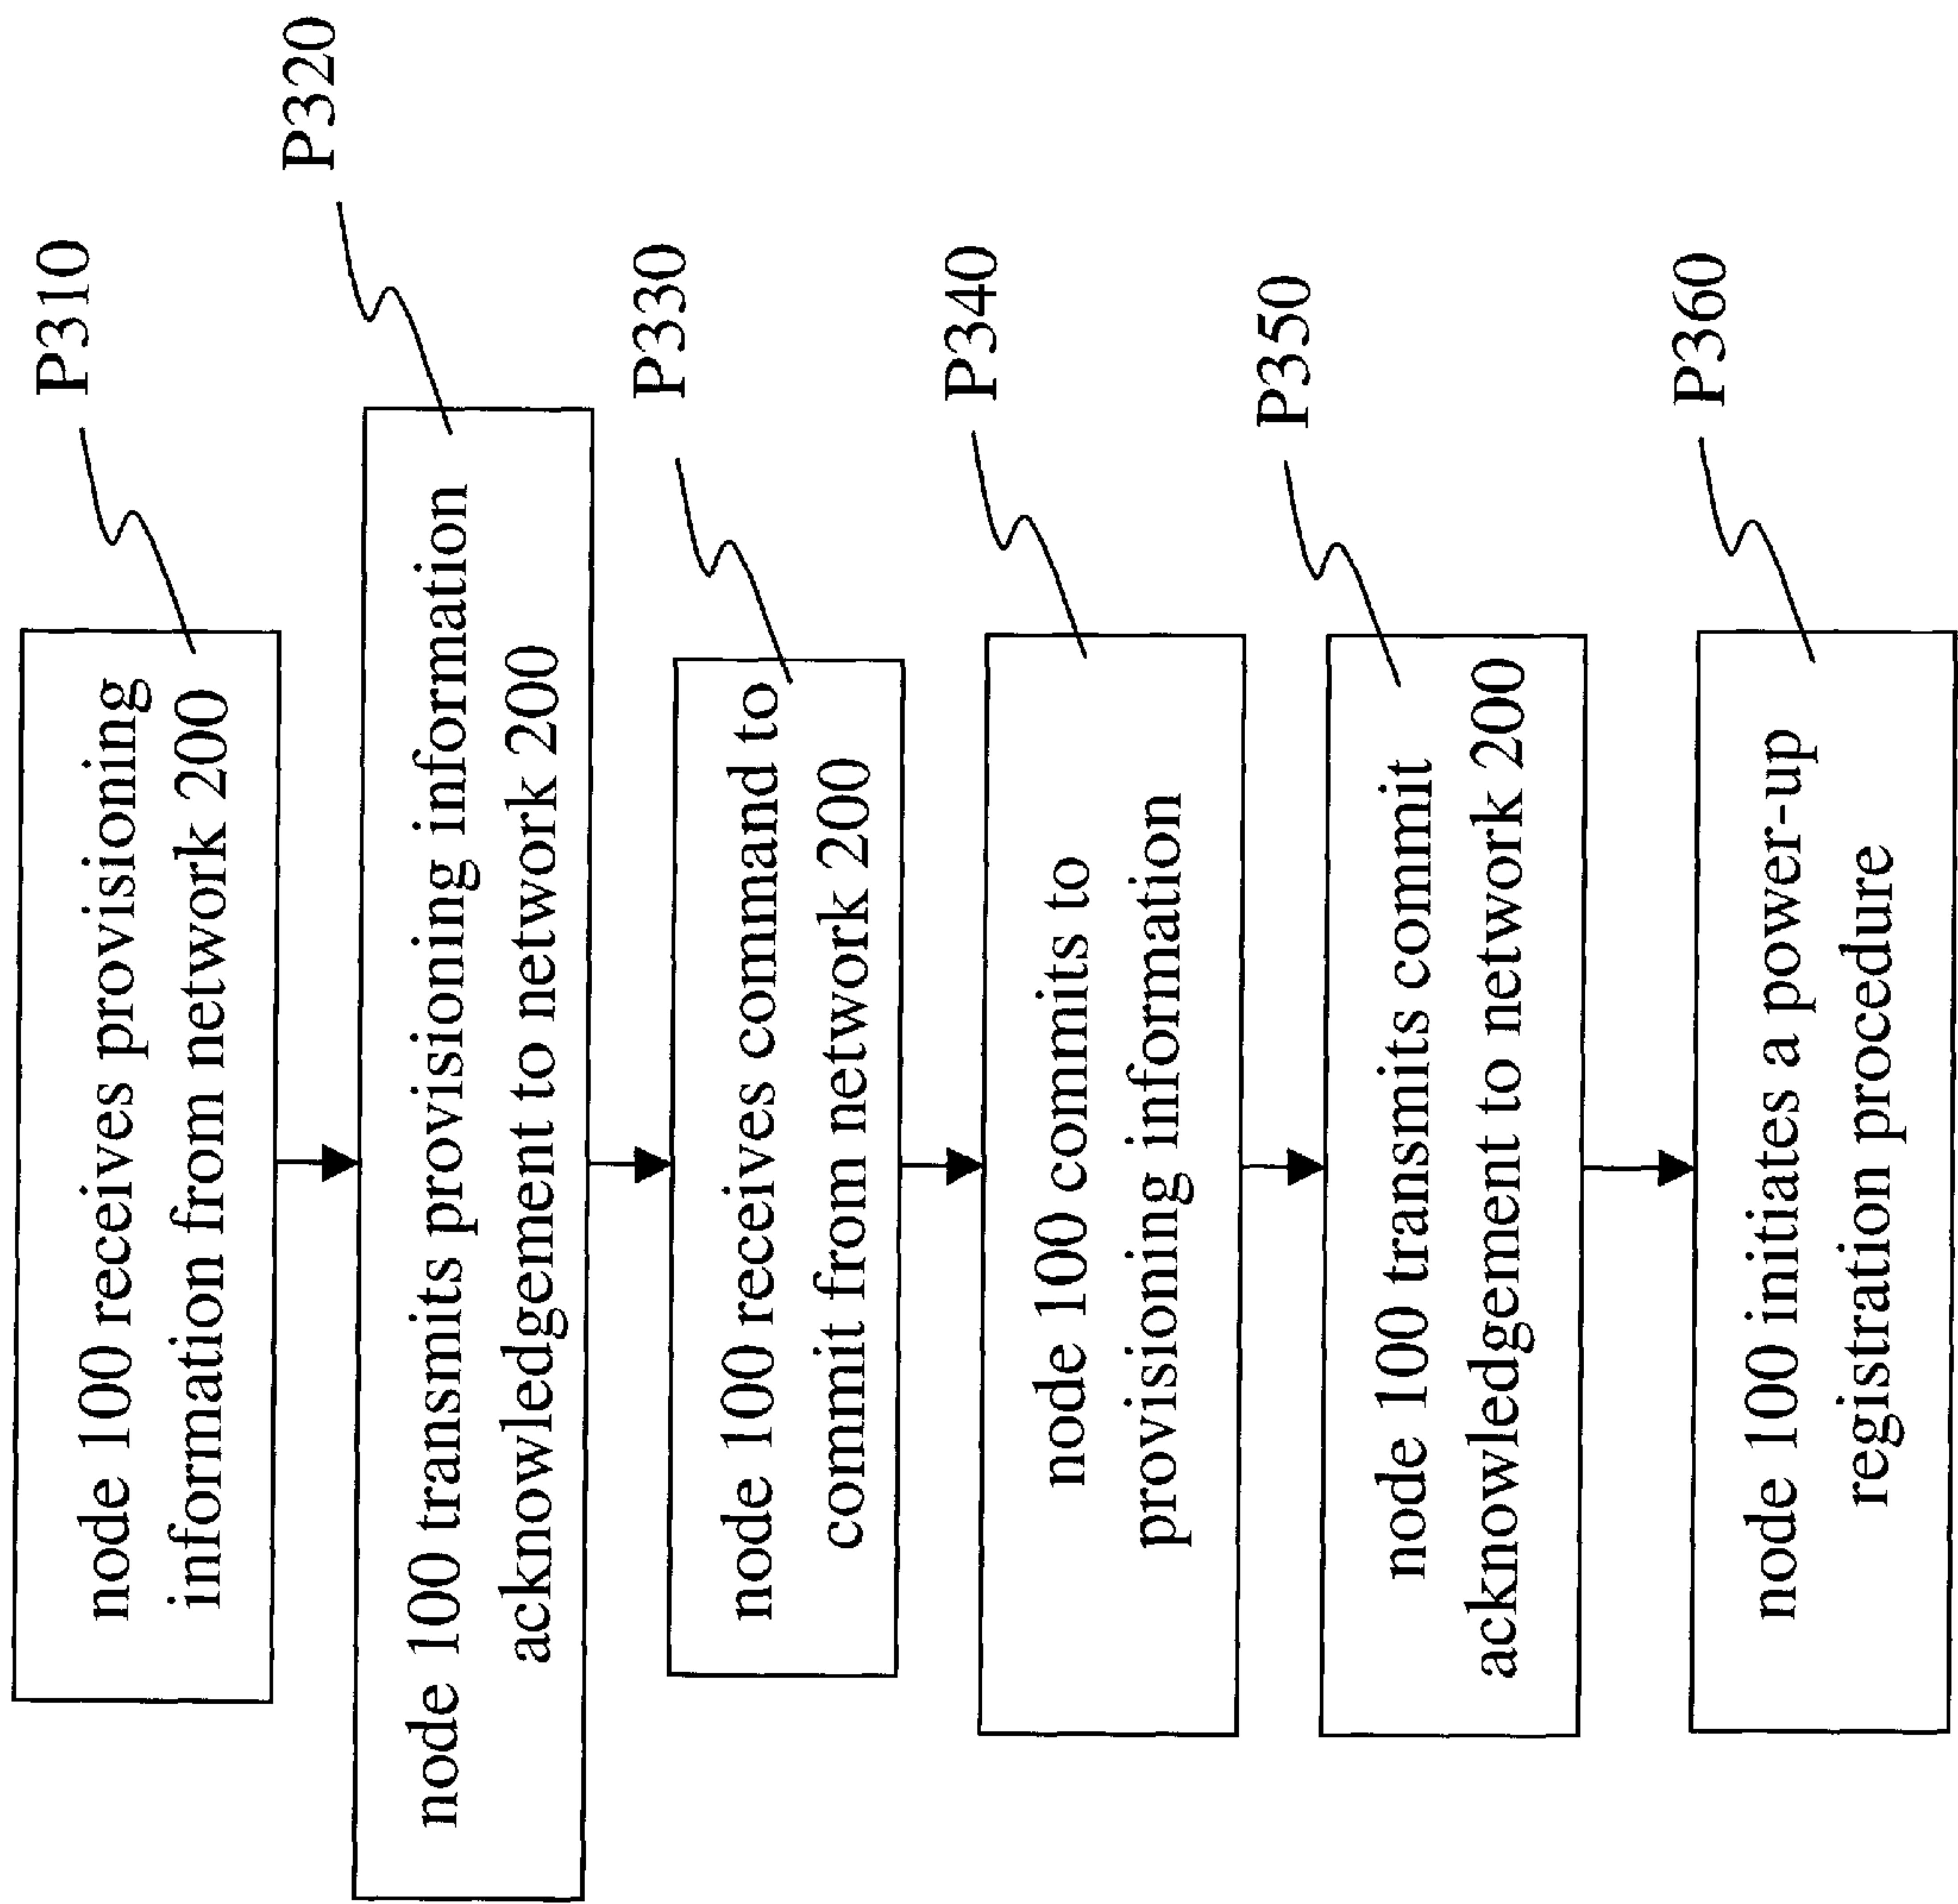 node 100 receives provisioning
information from network 200
P310
node 100 transmits provisioning information
acknowledgement to network 200
P320
node 100 receives command to
commit from network 200
P330
node 100 commits to
provisioning information
P340
node 100 transmits commit
acknowledgement to network 200
P350
node 100 initiates a power-up
registration procedure
P360